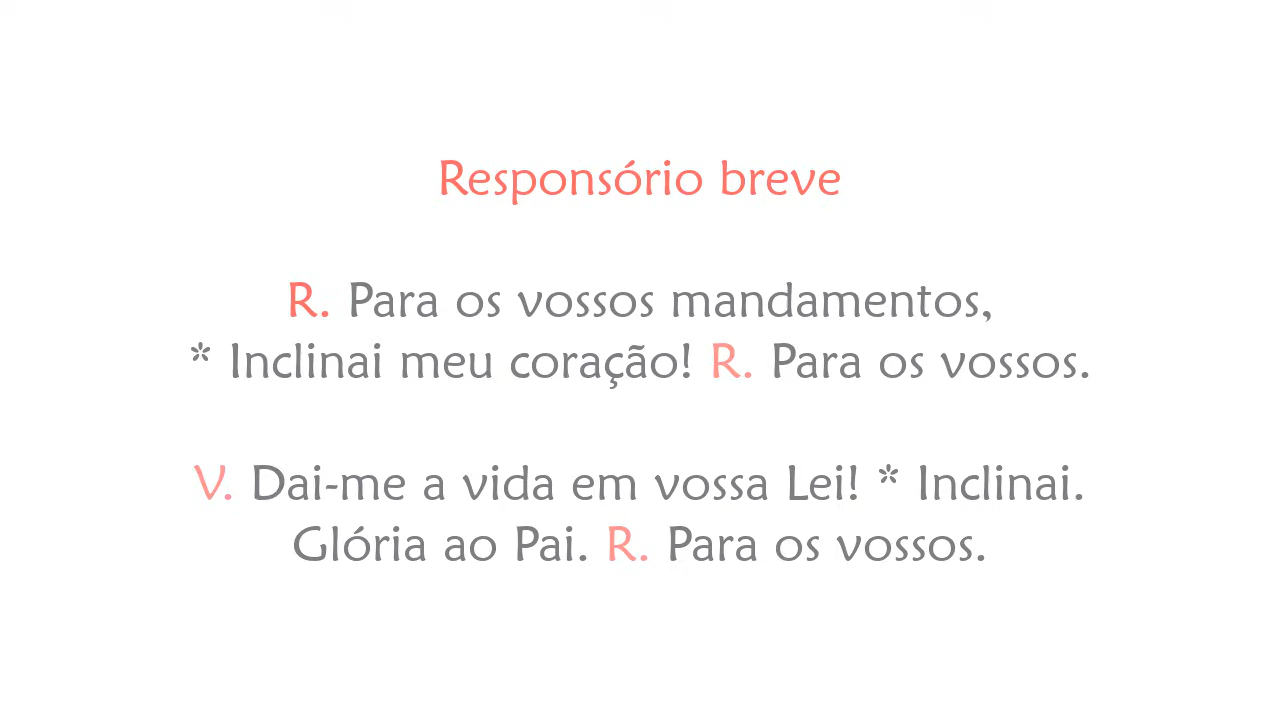 Responsório breve
R. Para os vossos mandamentos,
* Inclinai meu coração! R. Para os vossos.
V. Dai-me a vida em vossa Lei! * Inclinai.
Glória ao Pai. R. Para os vossos.